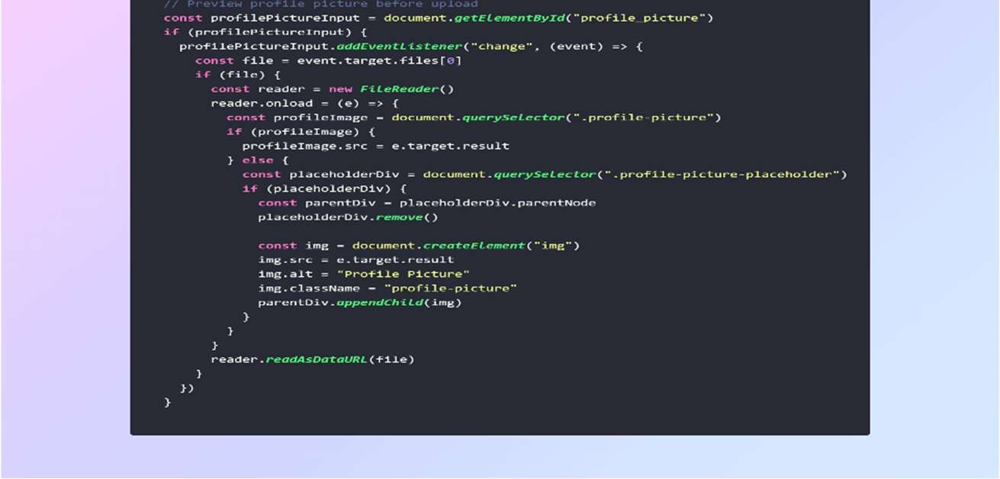 // Preview profile picture before upload
const profilePictureInput = document.getElementById("profile_picture")
if (profilePictureInput) {
  profilePictureInput.addEventListener("change", (event) => {
    const file = event.target.files[0]
    if (file) {
      const reader = new FileReader()
      reader.onload = (e) => {
        const profileImage = document.querySelector(".profile-picture")
        if (profileImage) {
          profileImage.src = e.target.result
        } else {
          const placeholderDiv = document.querySelector(".profile-picture-placeholder")
          if (placeholderDiv) {
            const parentDiv = placeholderDiv.parentNode
            placeholderDiv.remove()

            const img = document.createElement("img")
            img.src = e.target.result
            img.alt = "Profile Picture"
            img.className = "profile-picture"
            parentDiv.appendChild(img)
          }
        }
      }
      reader.readAsDataURL(file)
    }
  })
}